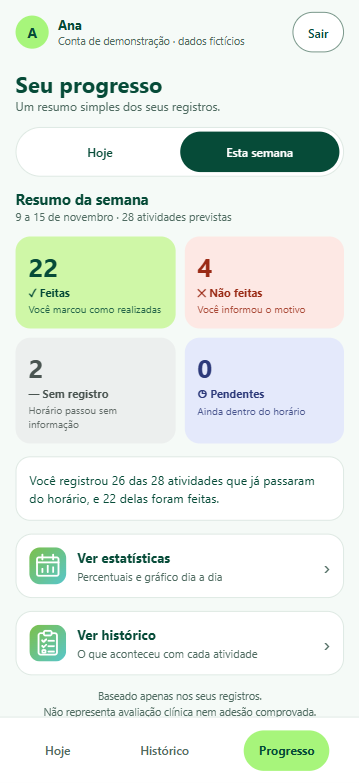 A
Ana
Conta de demonstração · dados fictícios
Sair
Seu progresso
Um resumo simples dos seus registros.
Hoje
Esta semana
Resumo da semana
9 a 15 de novembro · 28 atividades previstas
22
✓ Feitas
Você marcou como realizadas
4
✕ Não feitas
Você informou o motivo
2
— Sem registro
Horário passou sem
informação
0
Pendentes
Ainda dentro do horário
Você registrou 26 das 28 atividades que já passaram
do horário, e 22 delas foram feitas.
Ver estatísticas
Percentuais e gráfico dia a dia
Ver histórico
O que aconteceu com cada atividade
Baseado apenas nos seus registros.
Não representa avaliação clínica nem adesão comprovada.
Hoje
Histórico
Progresso